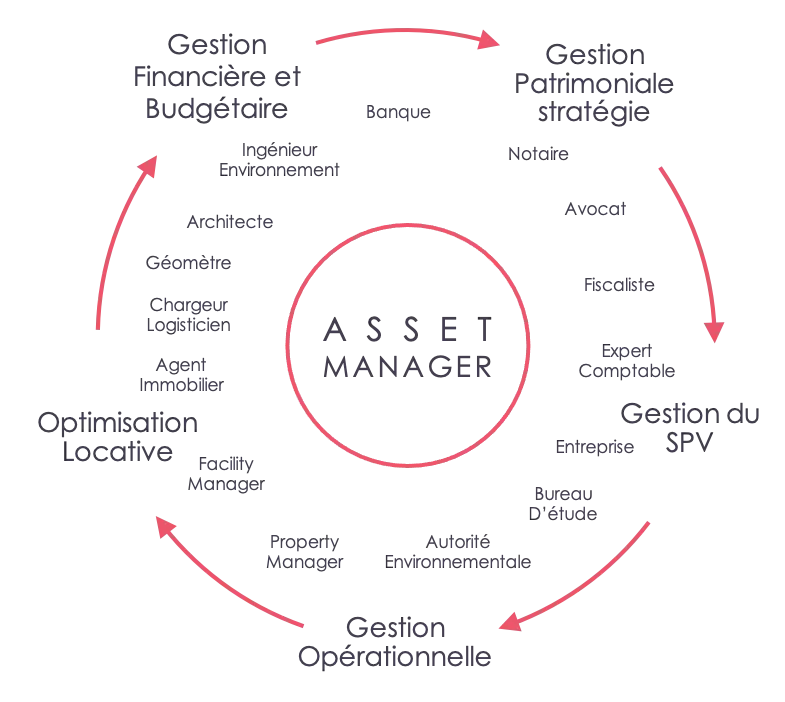 Gestion
Financière et
Budgétaire
Gestion
Patrimoniale
stratégie
Banque
Ingénieur
Environnement
Notaire
Architecte
Avocat
Géomètre
Fiscaliste
Chargeur
Logisticien
ASSET
MANAGER
Expert
Comptable
Agent
Immobilier
Optimisation
Locative
Gestion du
SPV
Entreprise
Facility
Manager
Bureau
D'étude
Property
Manager
Autorité
Environnementale
Gestion
Opérationnelle